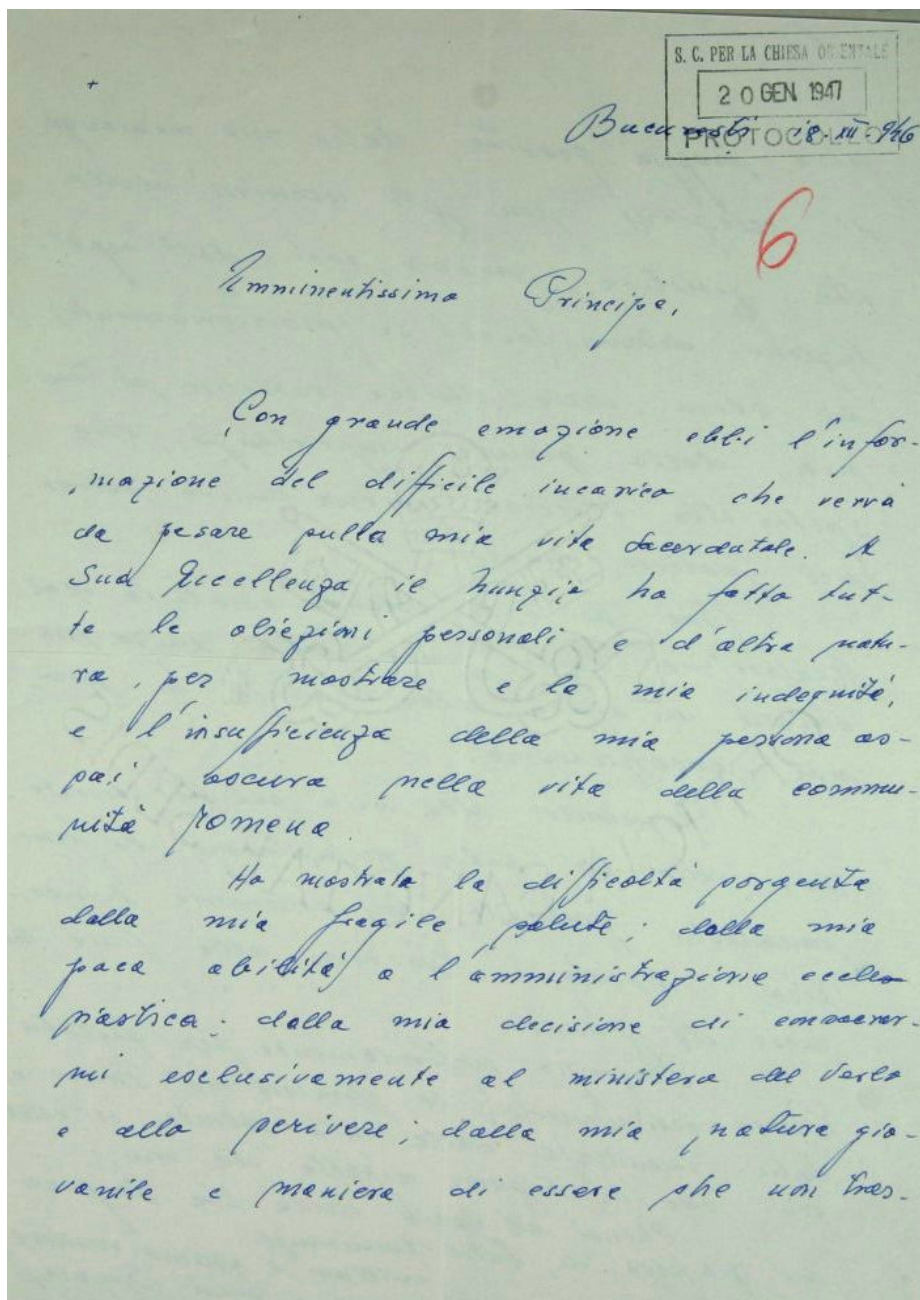 +
S. C. PER LA CHIESA ORIENTALE
20 GEN 1947
PROTOCOLLO
Bucuresti 18. XII. 946
6
Emminentissimo Principe,
Con grande emozione ebbi l'infor-
mazione del difficile incarico che verrà
da pesare sulla mia vita sacerdotale. A
Sua Eccellenza il Nunzio ho fatto tut-
te le obiezioni personali e d'altra natu-
ra, per mostrare e la mia indegnità,
e l'insufficienza della mia persona as-
sai oscura nella vita della commu-
nità romena.
Ho mostrato la difficoltà sorgente
dalla mia fragile salute; dalla mia
poca abilità a l'amministrazione eccle-
siastica; dalla mia decisione di consacrar-
mi esclusivamente al ministero del Verbo
e allo scrivere; dalla mia natura gio-
vanile e maniera di essere che non tras-